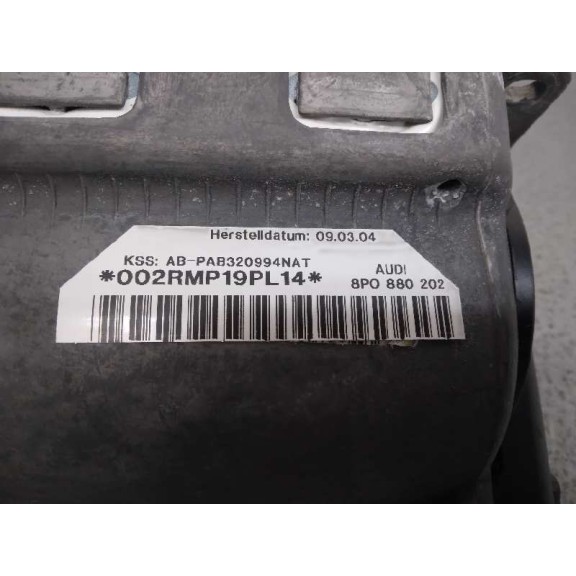 Herstelldatum: 09.03.04
KSS: AB-PAB320994NAT
*002RMP19PL14*
AUDI
8P0 880 202